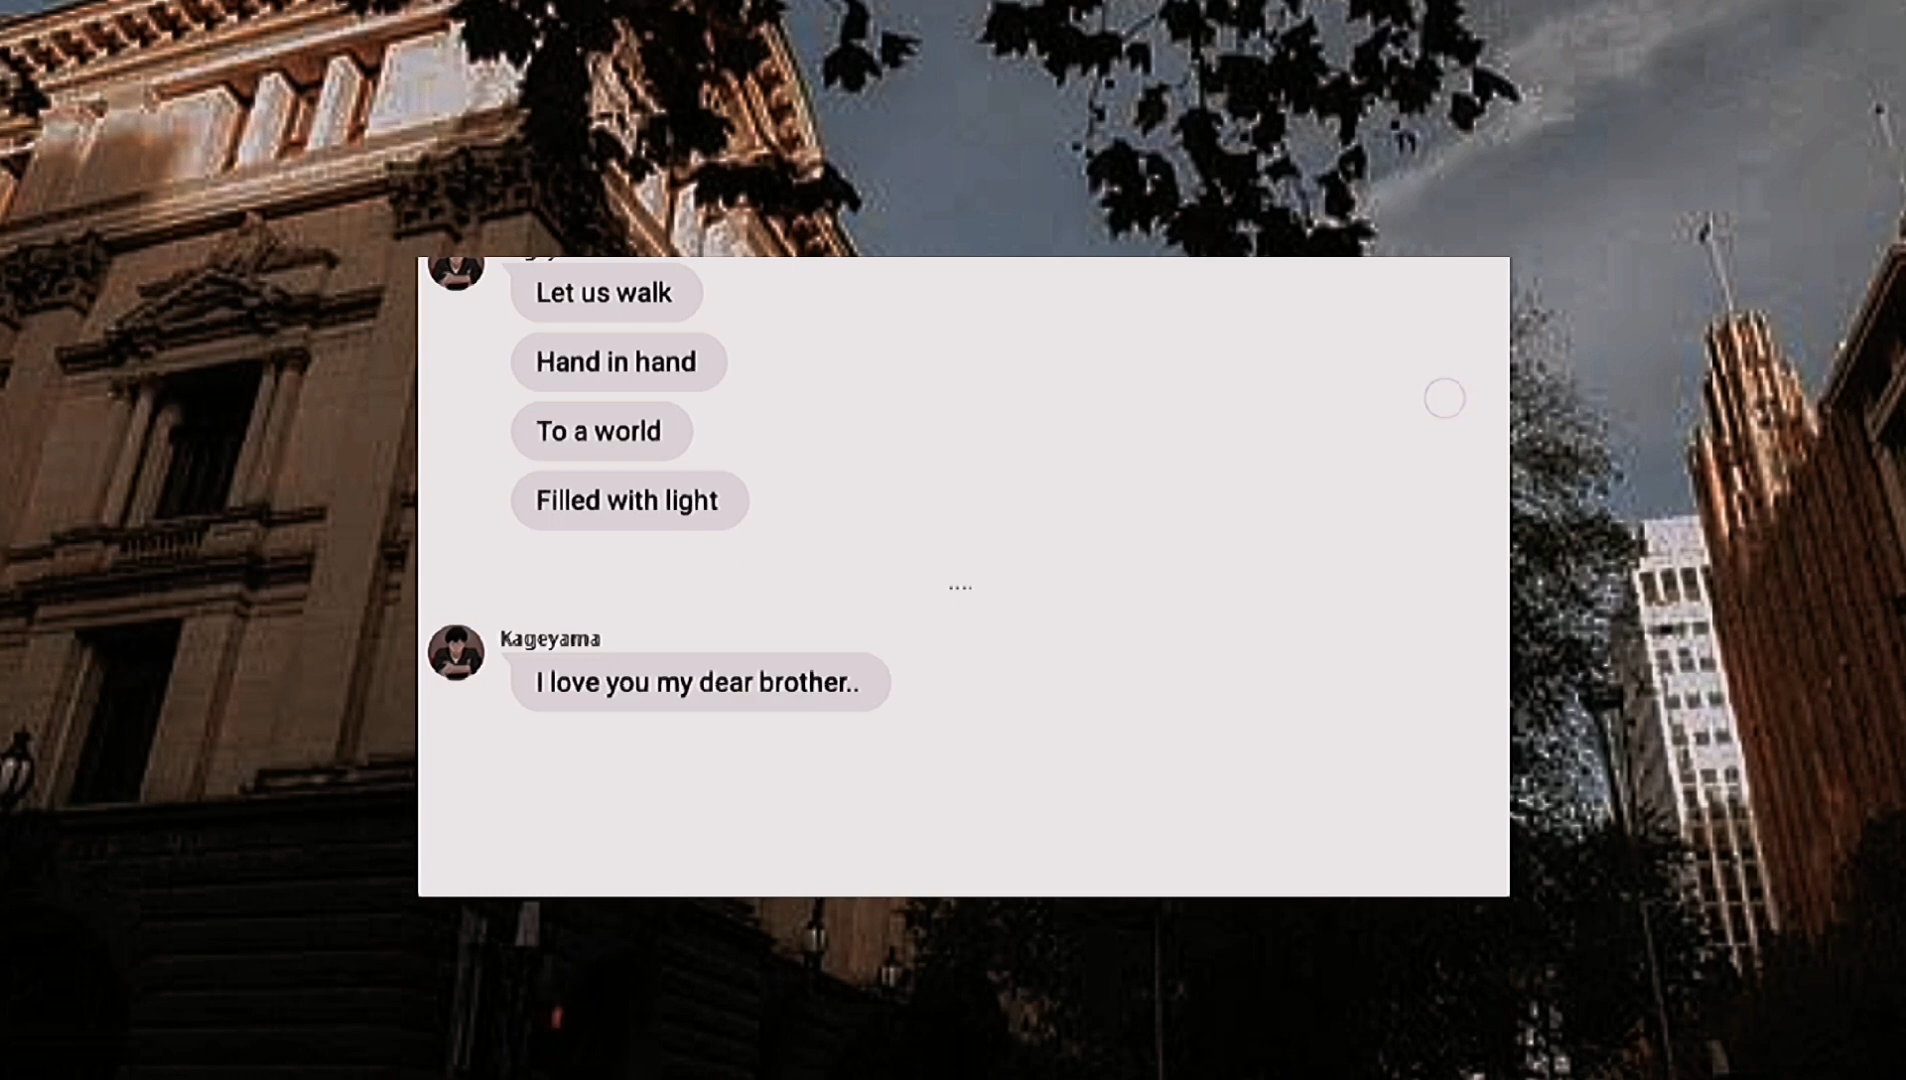 Let us walk
Hand in hand
To a world
Filled with light
....
Kageyama
I love you my dear brother..